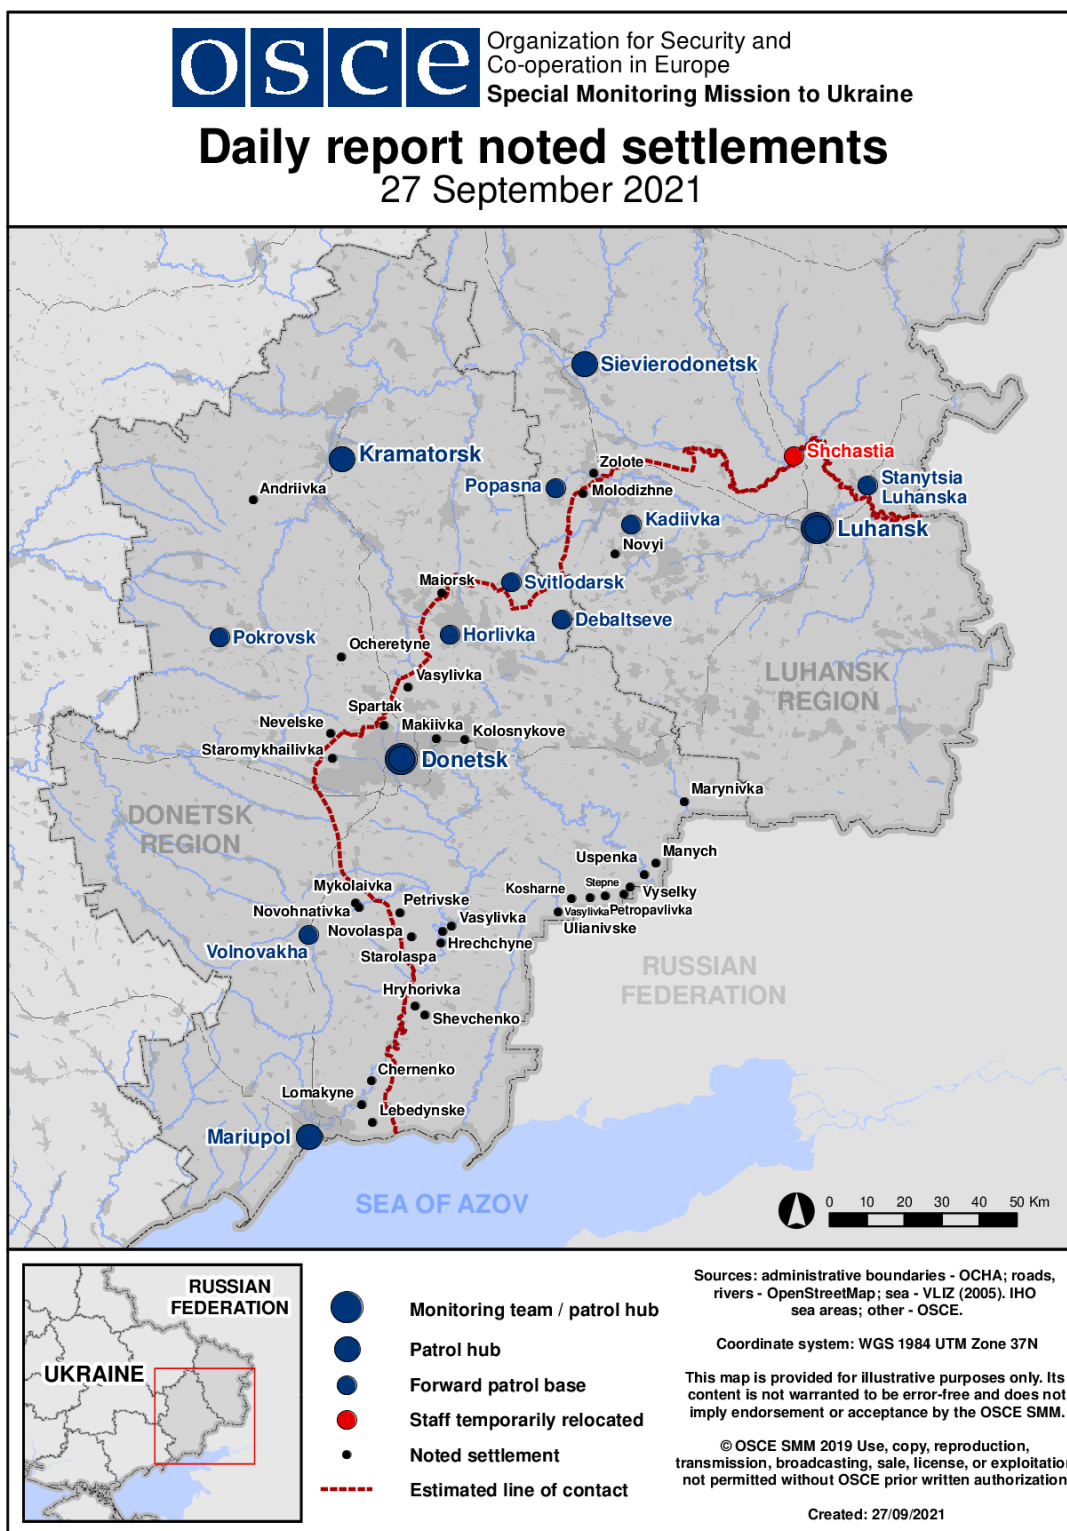 osce
Organization for Security and
Co-operation in Europe
Special Monitoring Mission to Ukraine
Daily report noted settlements
27 September 2021
Sievierodonetsk
Kramatorsk
Shchastia
Zolote
Andriivka
Popasna
Molodizhne
Stanytsia
Luhanska
Kadiivka
Luhansk
Novyi
Maiorsk
Svitlodarsk
Debaltseve
Pokrovsk
Horlivka
Ocheretyne
LUHANSK
REGION
Vasylivka
Spartak
Nevelske
Makiivka
Kolosnykove
Staromykhailivka
Donetsk
Marynivka
DONETSK
REGION
Uspenka
Manych
Mykolaivka
Kosharne
Stepne
Vyselky
Petrivske
Novohnativka
Vasylivka
Petropavlivka
Vasylivka
Ulianivske
Novolaspa
Hrechchyne
Volnovakha
Starolaspa
RUSSIAN
FEDERATION
Hryhorivka
Shevchenko
Chernenko
Lomakyne
Lebedynske
Mariupol
SEA OF AZOV
0 10 20 30 40 50 Km
RUSSIAN
FEDERATION
UKRAINE
Monitoring team / patrol hub
Patrol hub
Forward patrol base
Staff temporarily relocated
Noted settlement
Estimated line of contact
Sources: administrative boundaries - OCHA; roads,
rivers - OpenStreetMap; sea - VLIZ (2005). IHO
sea areas; other - OSCE.
Coordinate system: WGS 1984 UTM Zone 37N
This map is provided for illustrative purposes only. Its
content is not warranted to be error-free and does not
imply endorsement or acceptance by the OSCE SMM.
© OSCE SMM 2019 Use, copy, reproduction,
transmission, broadcasting, sale, license, or exploitation
not permitted without OSCE prior written authorization
Created: 27/09/2021